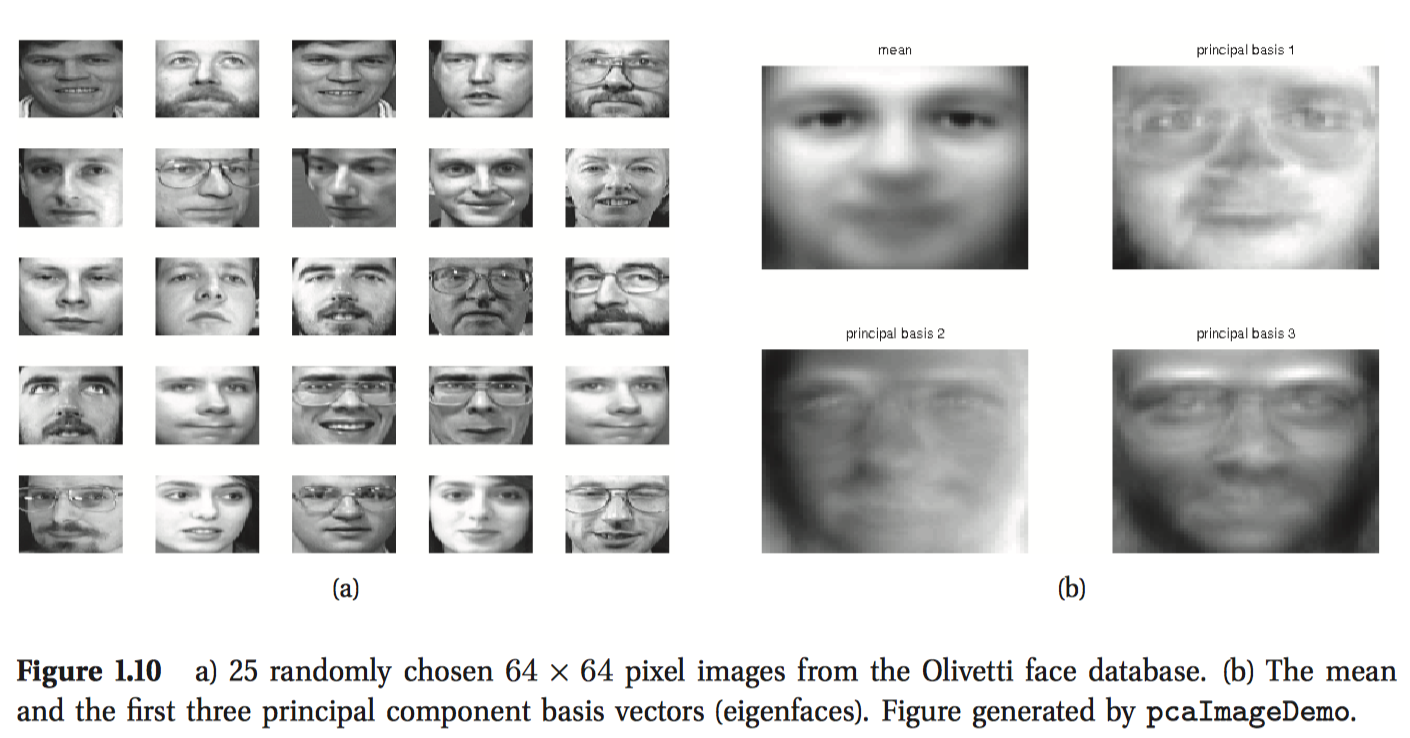 mean
principal basis 1
principal basis 2
principal basis 3
(a)
(b)
Figure 1.10 a) 25 randomly chosen 64 × 64 pixel images from the Olivetti face database. (b) The mean
and the first three principal component basis vectors (eigenfaces). Figure generated by pcaImageDemo.